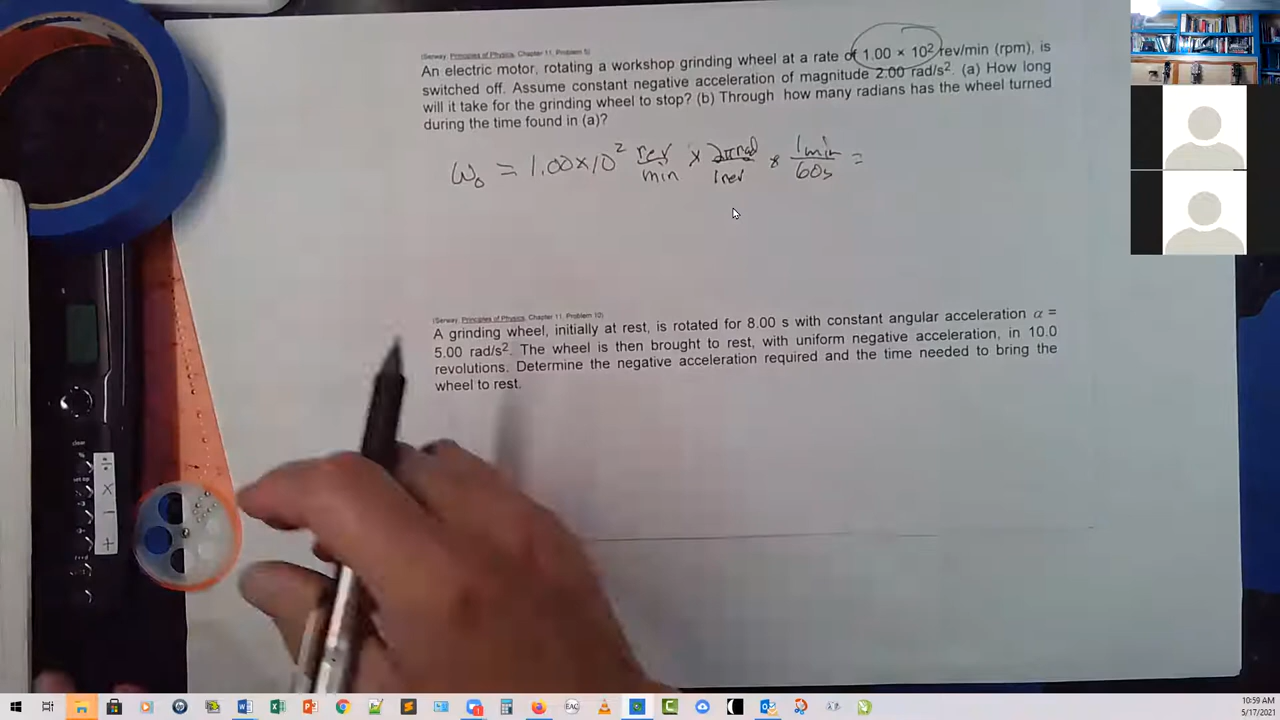 (Serway, Principles of Physics, Chapter 11, Problem 5)
An electric motor, rotating a workshop grinding wheel at a rate of 1.00 × 10² rev/min (rpm), is
switched off. Assume constant negative acceleration of magnitude 2.00 rad/s². (a) How long
will it take for the grinding wheel to stop? (b) Through how many radians has the wheel turned
during the time found in (a)?
ω₀ = 1.00×10² rev/min × 2π rad/1 rev * 1 min/60s =
(Serway, Principles of Physics, Chapter 11, Problem 10)
A grinding wheel, initially at rest, is rotated for 8.00 s with constant angular acceleration α =
5.00 rad/s². The wheel is then brought to rest, with uniform negative acceleration, in 10.0
revolutions. Determine the negative acceleration required and the time needed to bring the
wheel to rest.
clear
%
×
−
+
EAC
10:59 AM
5/17/2021